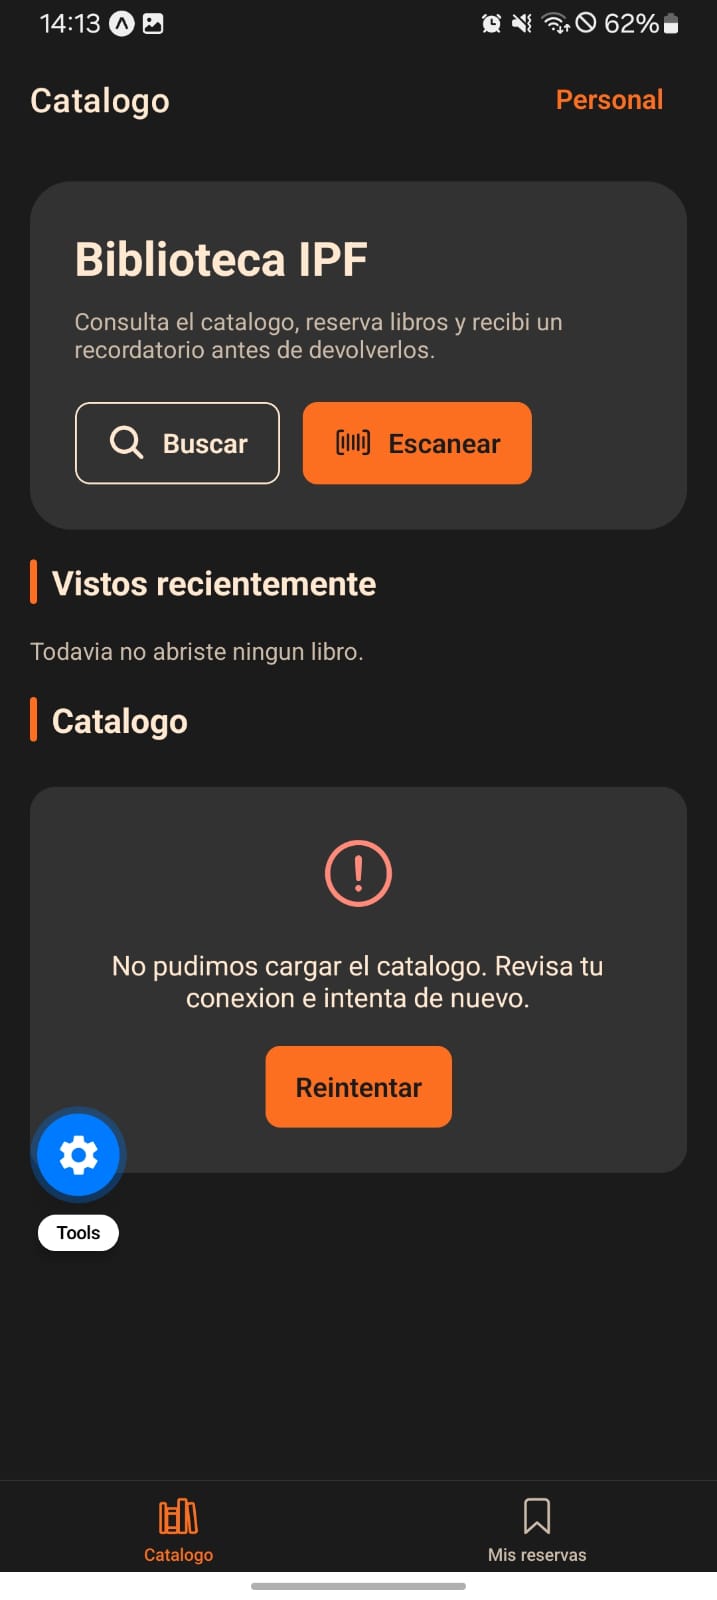 14:13
62%
Catalogo
Personal
Biblioteca IPF
Consulta el catalogo, reserva libros y recibi un
recordatorio antes de devolverlos.
Buscar
Escanear
Vistos recientemente
Todavia no abriste ningun libro.
Catalogo
No pudimos cargar el catalogo. Revisa tu
conexion e intenta de nuevo.
Reintentar
Tools
Catalogo
Mis reservas